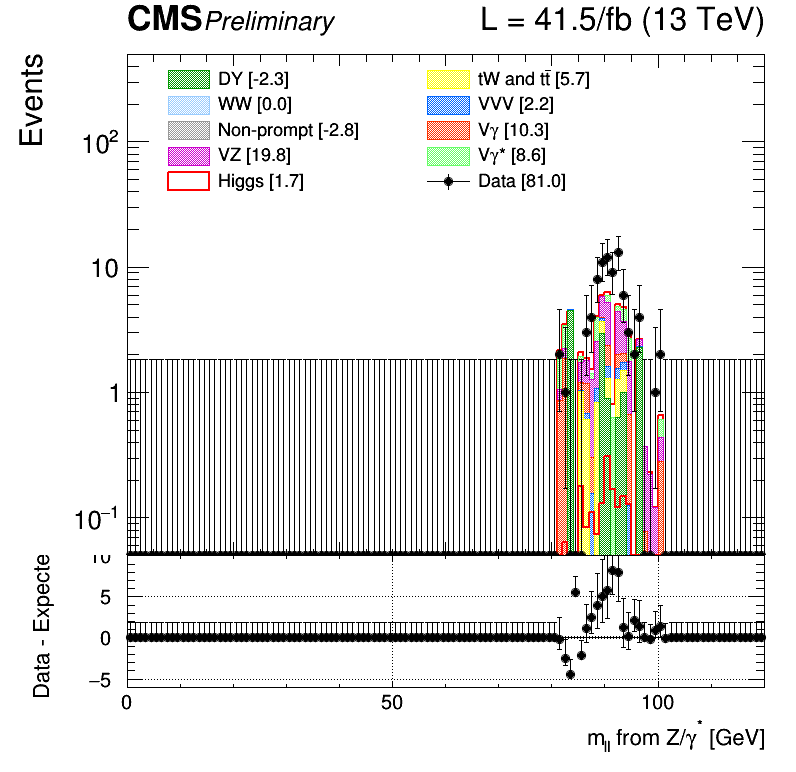 CMS Preliminary L = 41.5/fb (13 TeV)
Events
DY [-2.3]
WW [0.0]
Non-prompt [-2.8]
VZ [19.8]
Higgs [1.7]
tW and tt̄ [5.7]
VVV [2.2]
Vγ [10.3]
Vγ* [8.6]
Data [81.0]
10²
10
1
10⁻¹
Data - Expecte
10
5
0
−5
0 50 100
m_ll from Z/γ* [GeV]